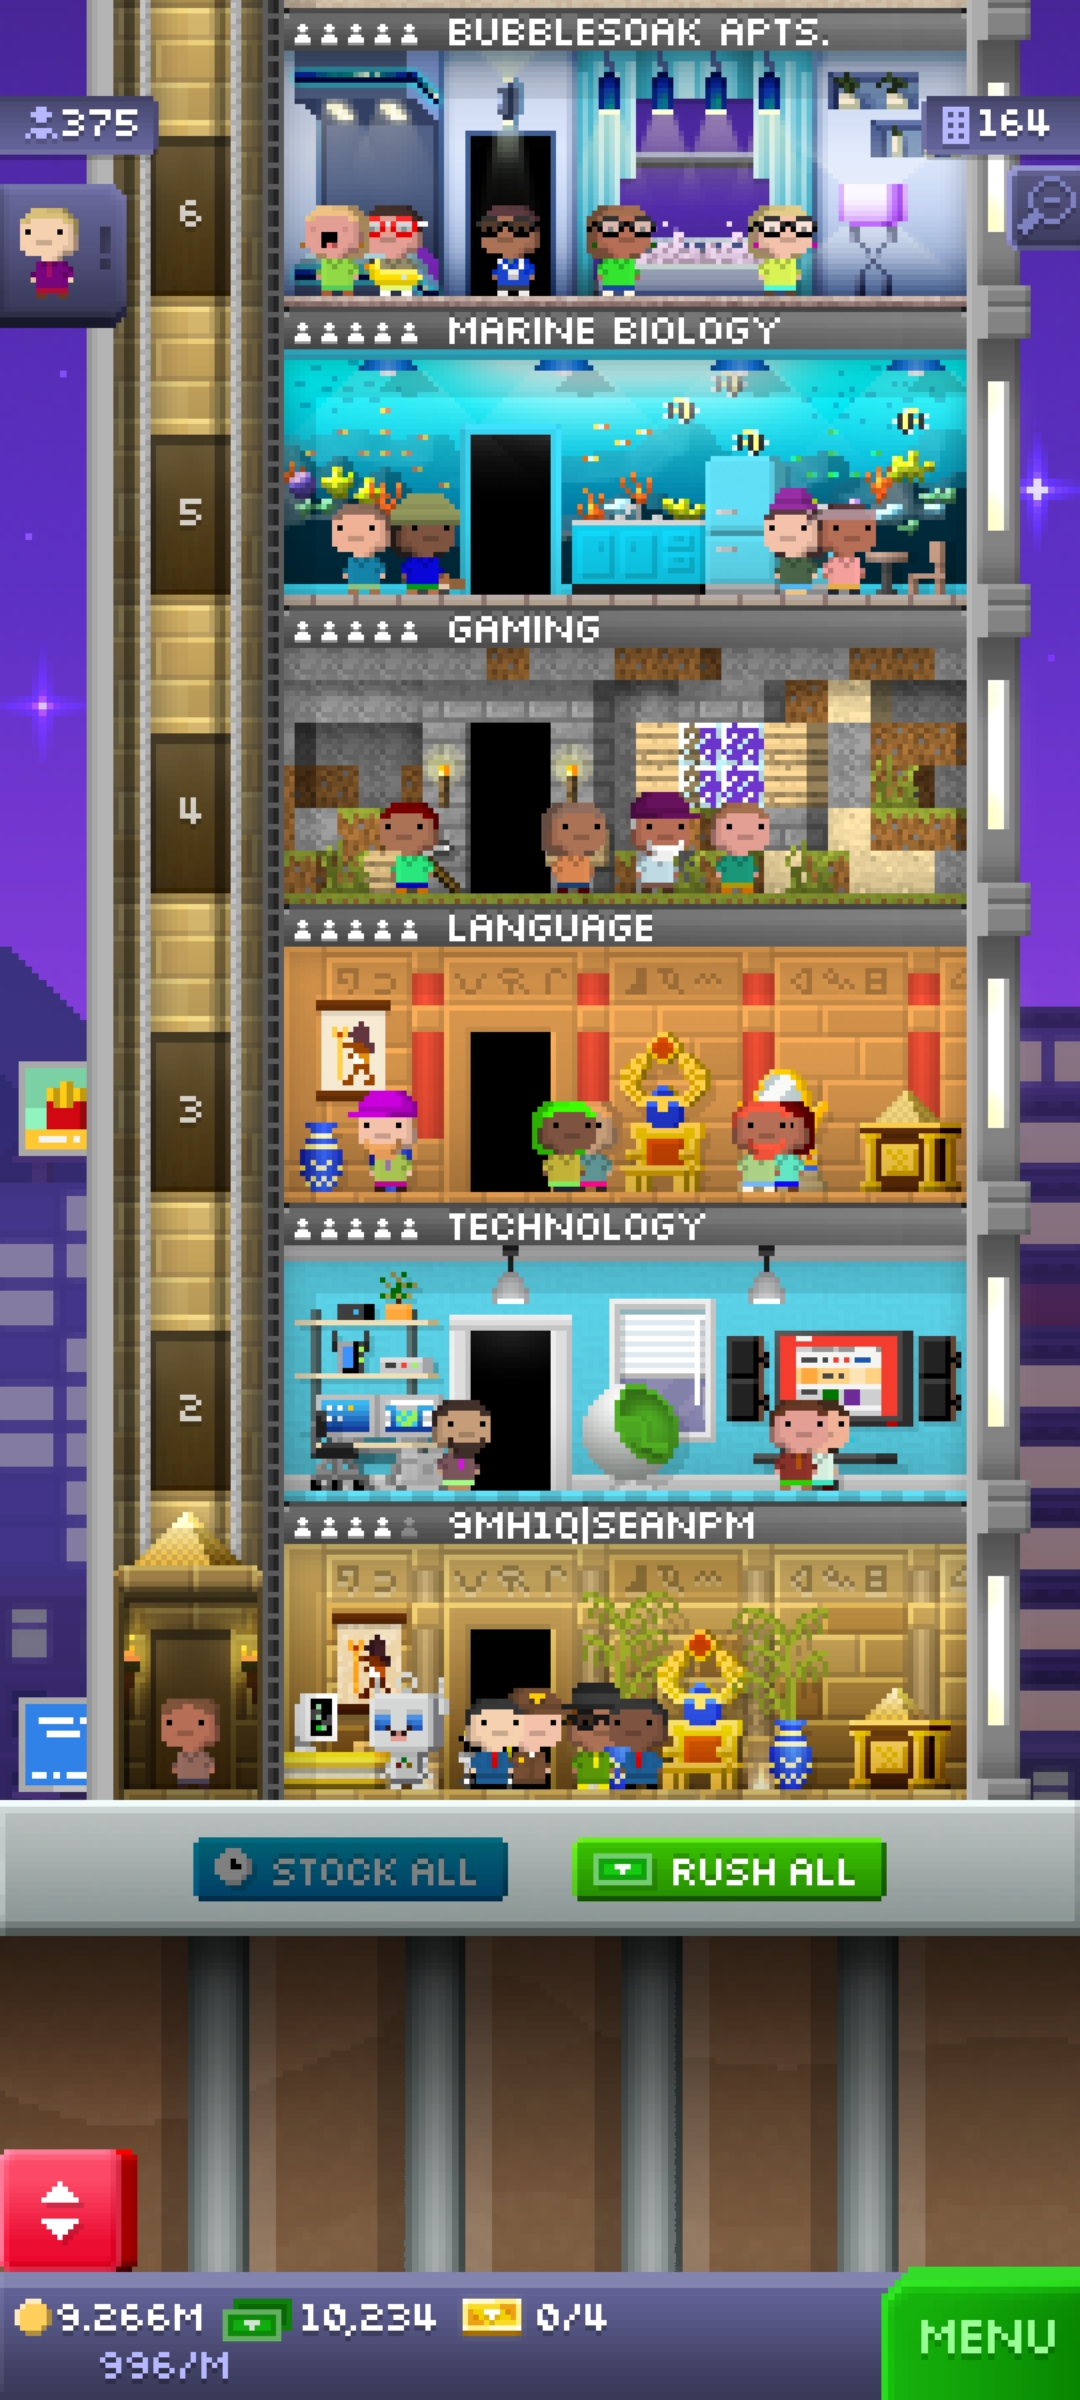 BUBBLESOAK APTS.
375
164
6
MARINE BIOLOGY
5
GAMING
4
LANGUAGE
3
TECHNOLOGY
2
9MH1Q|SEANPM
STOCK ALL
RUSH ALL
9.266M
10,234
0/4
996/M
MENU